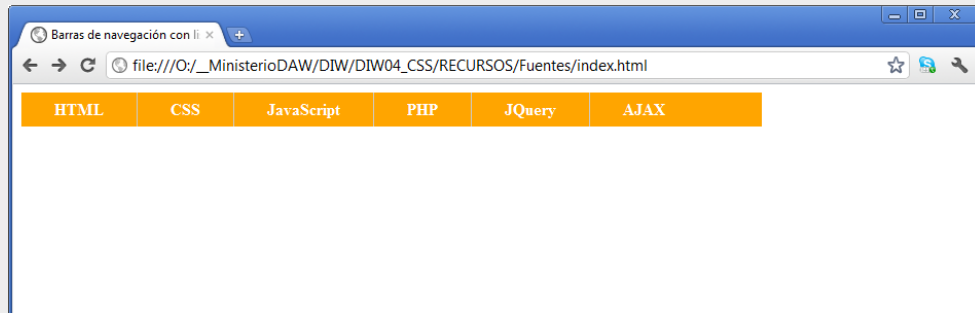 Barras de navegación con li
file:///O:/__MinisterioDAW/DIW/DIW04_CSS/RECURSOS/Fuentes/index.html
HTML CSS JavaScript PHP JQuery AJAX